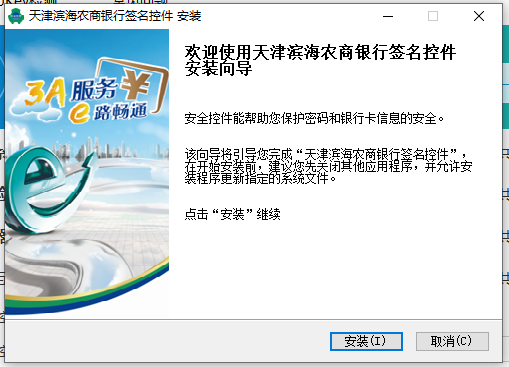 天津滨海农商银行签名控件 安装
3A服务
e路畅通
欢迎使用天津滨海农商银行签名控件
安装向导
安全控件能帮助您保护密码和银行卡信息的安全。
该向导将引导您完成“天津滨海农商银行签名控件”，
在开始安装前，建议您先关闭其他应用程序，并允许安
装程序更新指定的系统文件。
点击“安装”继续
安装(I)
取消(C)